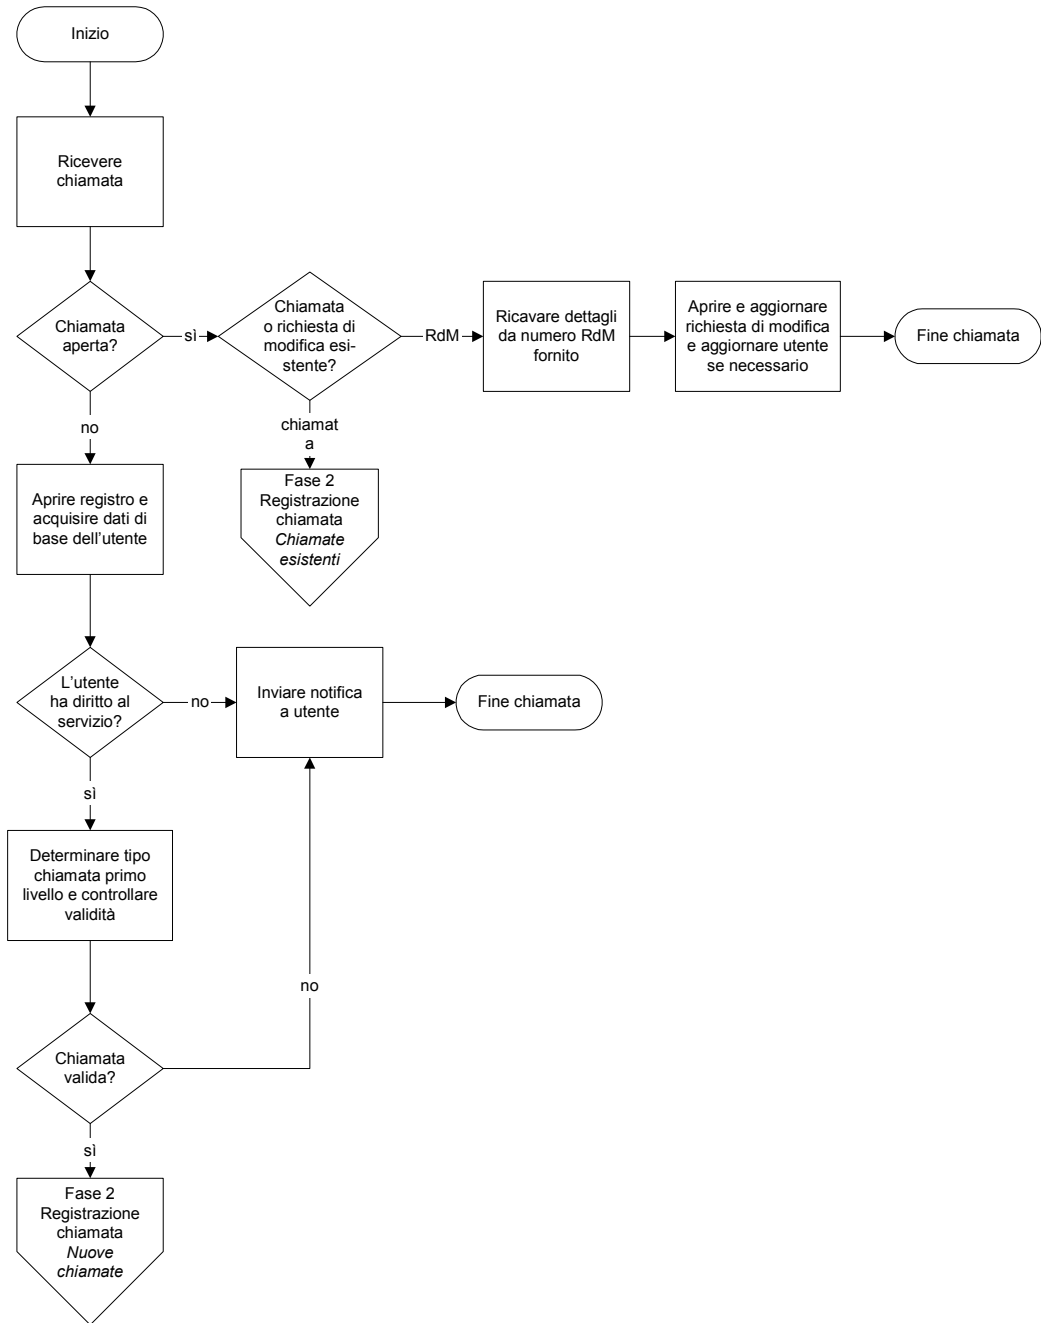 Inizio
Ricevere
chiamata
Chiamata
aperta?
sì
Chiamata
o richiesta di
modifica esi-
stente?
RdM
Ricavare dettagli
da numero RdM
fornito
Aprire e aggiornare
richiesta di modifica
e aggiornare utente
se necessario
Fine chiamata
no
chiamat
a
Fase 2
Registrazione
chiamata
Chiamate
esistenti
Aprire registro e
acquisire dati di
base dell'utente
L'utente
ha diritto al
servizio?
no
Inviare notifica
a utente
Fine chiamata
sì
Determinare tipo
chiamata primo
livello e controllare
validità
no
Chiamata
valida?
sì
Fase 2
Registrazione
chiamata
Nuove
chiamate